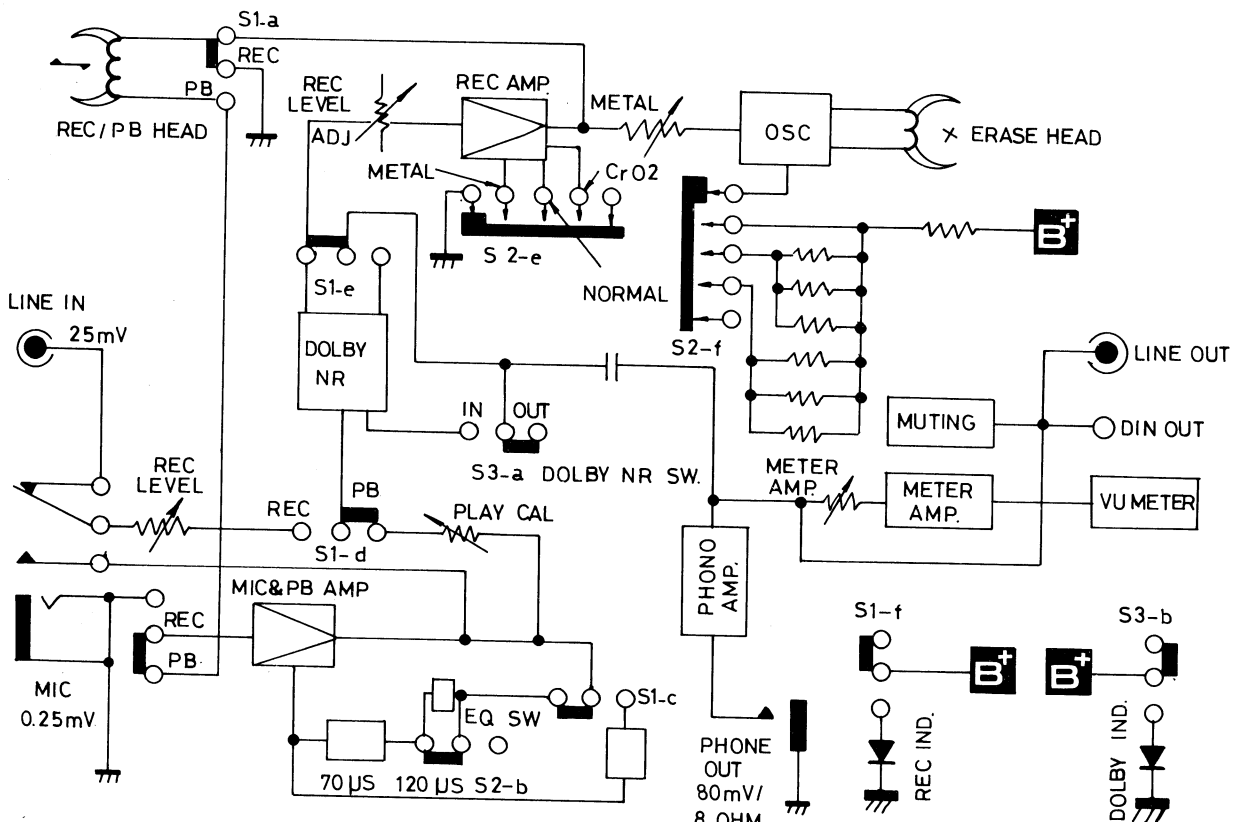 S1-a
REC
PB
REC/PB HEAD
REC
LEVEL
ADJ
REC AMP.
METAL
OSC
ERASE HEAD
METAL
CrO2
S 2-e
NORMAL
S2-f
B+
S1-e
LINE IN
25mV
DOLBY
NR
IN
OUT
S3-a DOLBY NR SW.
LINE OUT
MUTING
DIN OUT
METER
AMP.
METER
AMP.
VU METER
REC
LEVEL
REC
PB
S1-d
PLAY CAL
MIC&PB AMP
PHONO
AMP.
REC
PB
MIC
0.25mV
EQ SW
S1-c
70 µS
120 µS
S2-b
PHONE
OUT
80mV/
8 OHM
S1-f
B+
REC IND.
S3-b
B+
DOLBY IND.